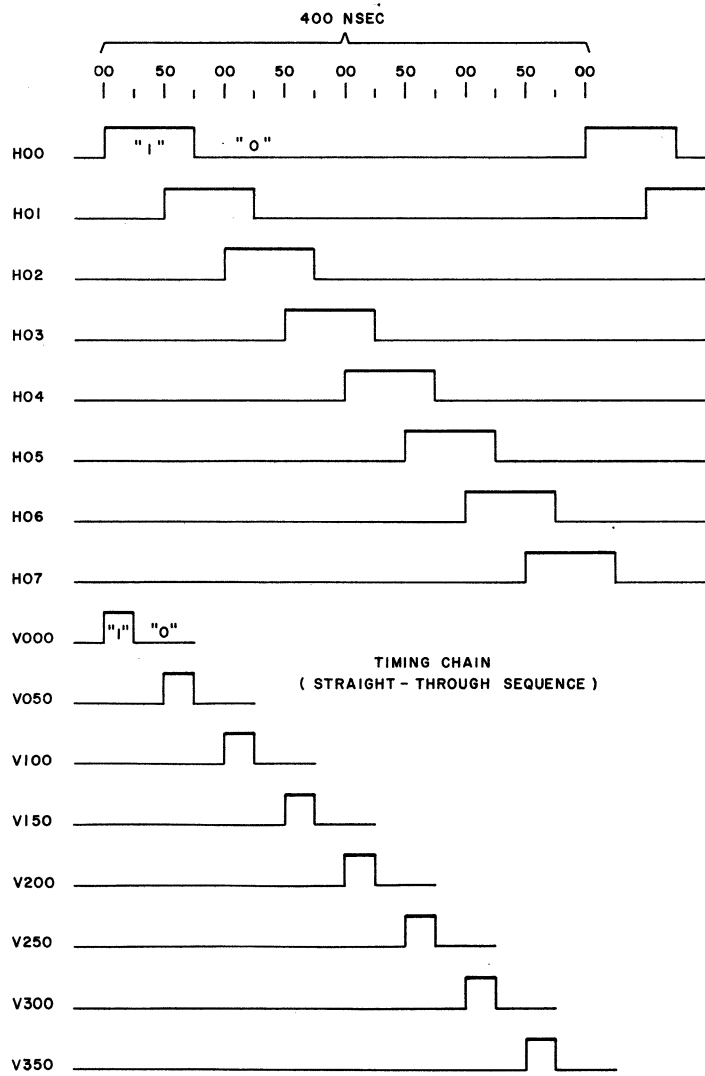 400 NSEC
00 50 00 50 00 50 00 50 00
H00 "1" "0"
H01
H02
H03
H04
H05
H06
H07
V000 "1" "0"
TIMING CHAIN
V050 (STRAIGHT-THROUGH SEQUENCE)
V100
V150
V200
V250
V300
V350